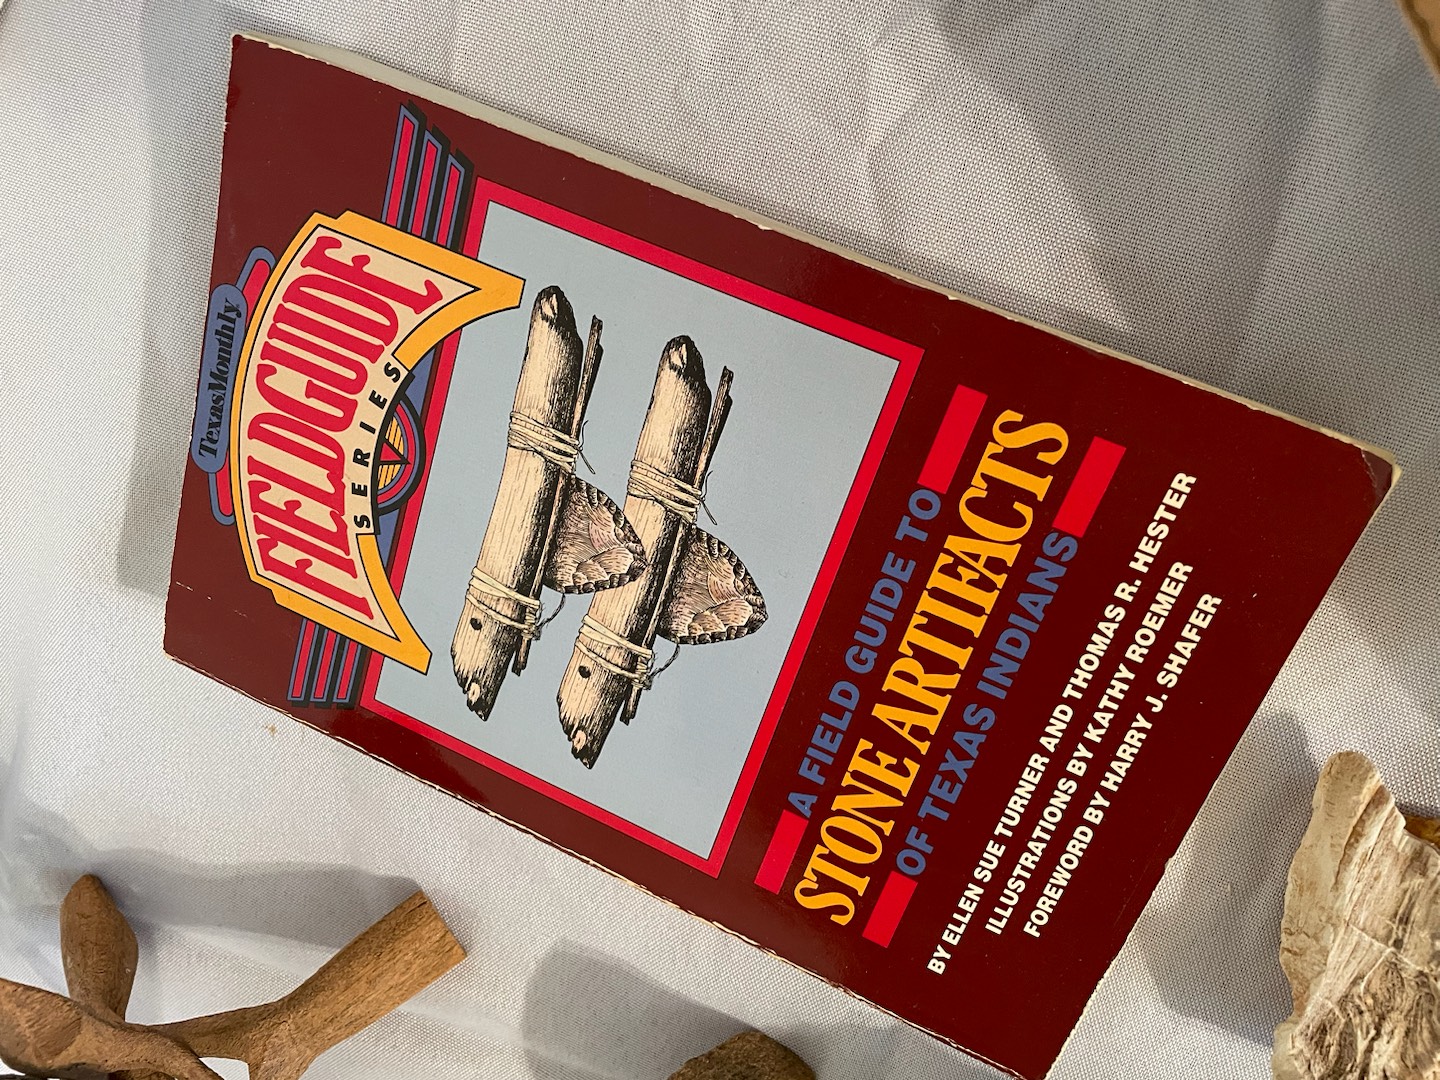 Texas Monthly
FIELDGUIDE
SERIES
A FIELD GUIDE TO
STONE ARTIFACTS
OF TEXAS INDIANS
BY ELLEN SUE TURNER AND THOMAS R. HESTER
ILLUSTRATIONS BY KATHY ROEMER
FOREWORD BY HARRY J. SHAFER